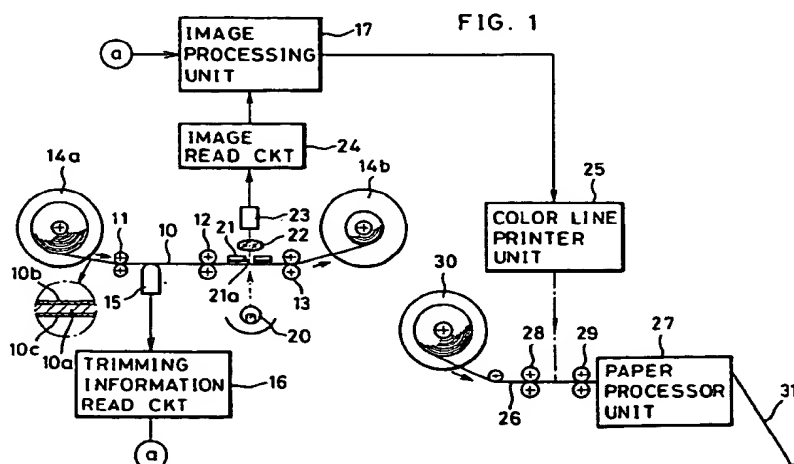 FIG. 1
a
IMAGE
PROCESSING
UNIT
17
IMAGE
READ CKT
24
14a
14b
11
10
12
21
23
22
25
COLOR LINE
PRINTER
UNIT
10b
15
21a
13
20
30
10c
10a
TRIMMING
INFORMATION
READ CKT
16
28
29
27
PAPER
PROCESSOR
UNIT
26
31
a